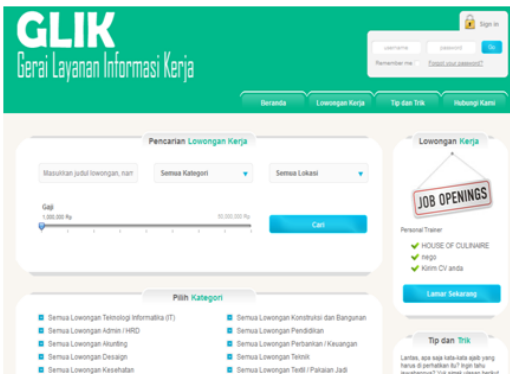 GLIK
Gerai Layanan Informasi Kerja
Sign in
username
password
Go
Remember me
Forgot your password?
Beranda
Lowongan Kerja
Tip dan Trik
Hubungi Kami
Pencarian Lowongan Kerja
Masukkan judul lowongan, nam
Semua Kategori
Semua Lokasi
Gaji
1.000.000 Rp
Cari
Lowongan Kerja
JOB OPENINGS
Personal Trainer
HOUSE OF CULINAIRE
nego
Kirim CV anda
Lamar Sekarang
Pilih Kategori
Semua Lowongan Teknologi Informatika (IT)
Semua Lowongan Admin / HRD
Semua Lowongan Akunting
Semua Lowongan Desaign
Semua Lowongan Kesehatan
Semua Lowongan Konstruksi dan Bangunan
Semua Lowongan Pendidikan
Semua Lowongan Perbankan / Keuangan
Semua Lowongan Teknik
Semua Lowongan Textil / Pakaian Jadi
Tip dan Trik
Lantas, apa saja kata-kata ajaib yang
harus di perhatikan itu? Ingin tahu